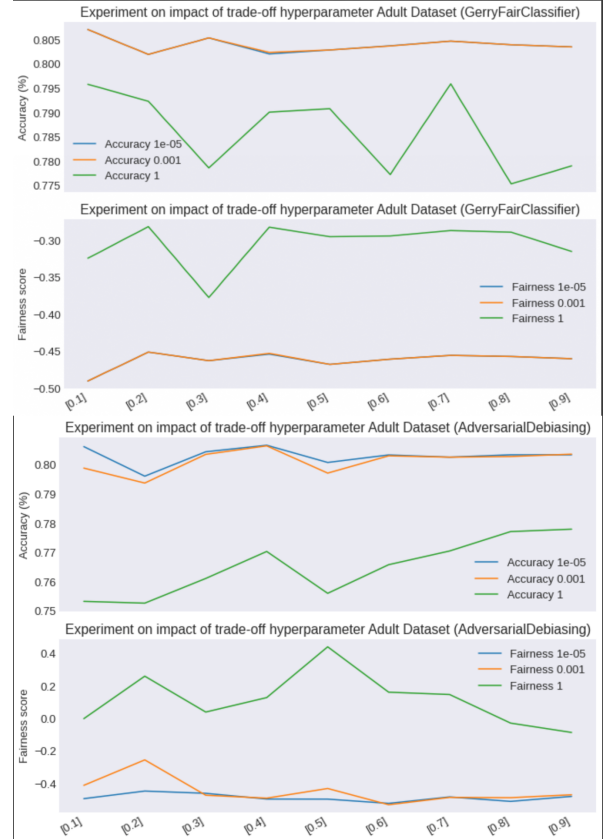 Experiment on impact of trade-off hyperparameter Adult Dataset (GerryFairClassifier)
Accuracy (%)
0.805
0.800
0.795
0.790
0.785
0.780
0.775
Accuracy 1e-05
Accuracy 0.001
Accuracy 1
Experiment on impact of trade-off hyperparameter Adult Dataset (GerryFairClassifier)
Fairness score
−0.30
−0.35
−0.40
−0.45
−0.50
Fairness 1e-05
Fairness 0.001
Fairness 1
[0.1]
[0.2]
[0.3]
[0.4]
[0.5]
[0.6]
[0.7]
[0.8]
[0.9]
Experiment on impact of trade-off hyperparameter Adult Dataset (AdversarialDebiasing)
Accuracy (%)
0.80
0.79
0.78
0.77
0.76
0.75
Accuracy 1e-05
Accuracy 0.001
Accuracy 1
Experiment on impact of trade-off hyperparameter Adult Dataset (AdversarialDebiasing)
Fairness score
0.4
0.2
0.0
−0.2
−0.4
Fairness 1e-05
Fairness 0.001
Fairness 1
[0.1]
[0.2]
[0.3]
[0.4]
[0.5]
[0.6]
[0.7]
[0.8]
[0.9]